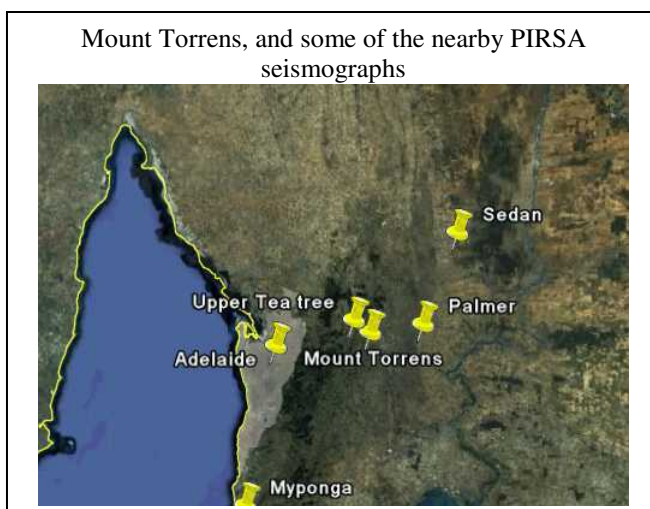 Mount Torrens, and some of the nearby PIRSA
seismographs
Sedan
Upper Tea tree
Palmer
Adelaide
Mount Torrens
Myponga